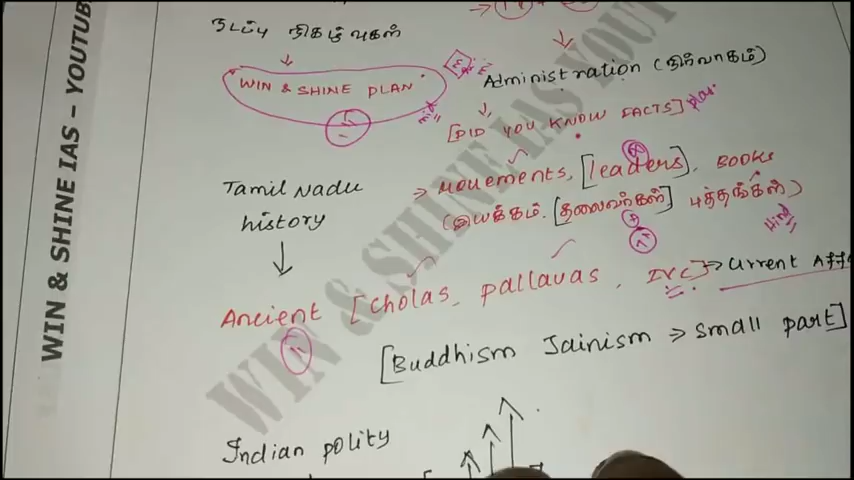 நடப்பு நிகழ்வுகள்
WIN & SHINE PLAN
Administration (நிர்வாகம்)
[DID YOU KNOW FACTS] plan
Tamil Nadu history
→ Movements, [leaders], Books
(இயக்கம், [தலைவர்கள்] புத்தங்கள்)
Ancient [Cholas, pallavas, IVC] → Current Aff
[Buddhism Jainism → small part]
Indian polity
WIN & SHINE IAS – YOUTUB
WIN & SHINE IAS YOUT